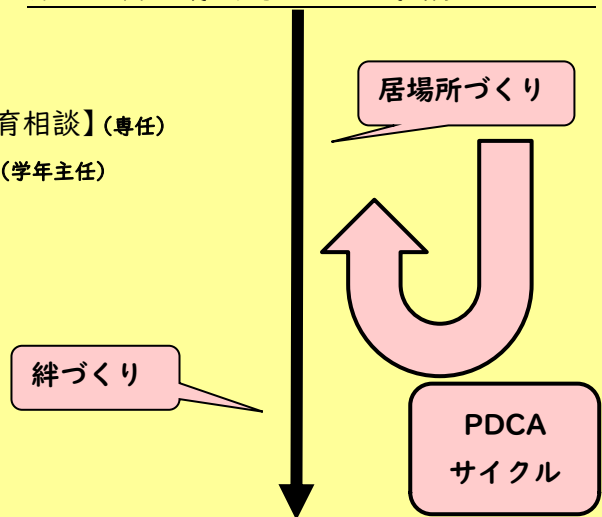 居場所づくり
育相談】(専任)
(学年主任)
絆づくり
PDCA
サイクル